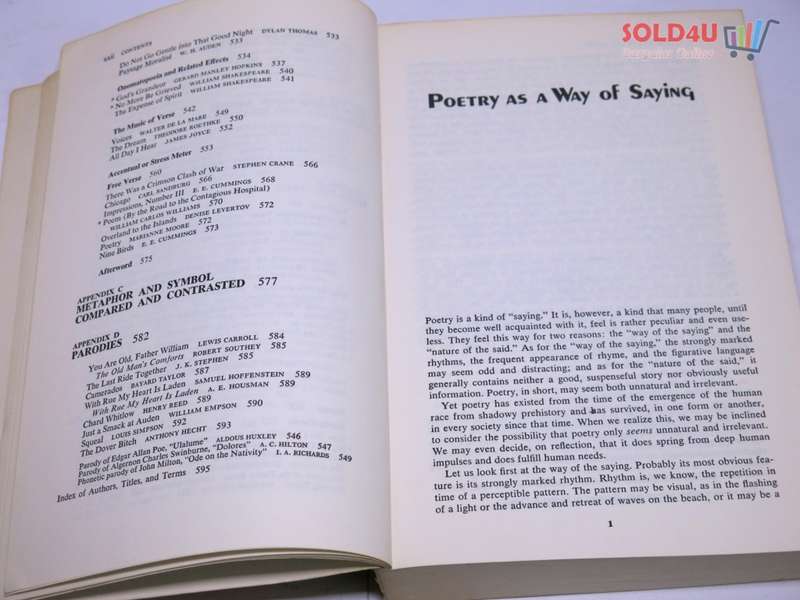 SOLD4U
Bargains Online
xxii CONTENTS
Do Not Go Gentle into That Good Night DYLAN THOMAS 533
Paysage Moralisé W. H. AUDEN 533
Onomatopoeia and Related Effects 534
* God's Grandeur GERARD MANLEY HOPKINS 537
* No More Be Grieved WILLIAM SHAKESPEARE 540
The Expense of Spirit WILLIAM SHAKESPEARE 541
The Music of Verse 542
Voices WALTER DE LA MARE 549
The Dream THEODORE ROETHKE 550
All Day I Hear JAMES JOYCE 552
Accentual or Stress Meter 553
Free Verse 560
There Was a Crimson Clash of War STEPHEN CRANE 566
Chicago CARL SANDBURG 566
Impressions, Number III E. E. CUMMINGS 568
* Poem (By the Road to the Contagious Hospital)
WILLIAM CARLOS WILLIAMS 570
Overland to the Islands DENISE LEVERTOV 572
Poetry MARIANNE MOORE 572
Nine Birds E. E. CUMMINGS 573
Afterword 575
APPENDIX C
METAPHOR AND SYMBOL
COMPARED AND CONTRASTED 577
APPENDIX D
PARODIES 582
You Are Old, Father William LEWIS CARROLL 584
The Old Man's Comforts ROBERT SOUTHEY 585
The Last Ride Together J. K. STEPHEN 585
Camerados BAYARD TAYLOR 587
With Rue My Heart Is Laden SAMUEL HOFFENSTEIN 589
With Rue My Heart Is Laden A. E. HOUSMAN 589
Chard Whitlow HENRY REED 589
Just a Smack at Auden WILLIAM EMPSON 590
Squeal LOUIS SIMPSON 592
The Dover Bitch ANTHONY HECHT 593
Parody of Edgar Allan Poe, "Ulalume" ALDOUS HUXLEY 546
Parody of Algernon Charles Swinburne, "Dolores" A. C. HILTON 547
Phonetic parody of John Milton, "Ode on the Nativity" I. A. RICHARDS 549
Index of Authors, Titles, and Terms 595
POETRY AS A WAY OF SAYING
Poetry is a kind of "saying." It is, however, a kind that many people, until
they become well acquainted with it, feel is rather peculiar and even use-
less. They feel this way for two reasons: the "way of the saying" and the
"nature of the said." As for the "way of the saying," the strongly marked
rhythms, the frequent appearance of rhyme, and the figurative language
may seem odd and distracting; and as for the "nature of the said," it
generally contains neither a good, suspenseful story nor obviously useful
information. Poetry, in short, may seem both unnatural and irrelevant.
Yet poetry has existed from the time of the emergence of the human
race from shadowy prehistory and has survived, in one form or another,
in every society since that time. When we realize this, we may be inclined
to consider the possibility that poetry only seems unnatural and irrelevant.
We may even decide, on reflection, that it does spring from deep human
impulses and does fulfill human needs.
Let us look first at the way of the saying. Probably its most obvious fea-
ture is its strongly marked rhythm. Rhythm is, we know, the repetition in
time of a perceptible pattern. The pattern may be visual, as in the flashing
of a light or the advance and retreat of waves on the beach, or it may be a
1